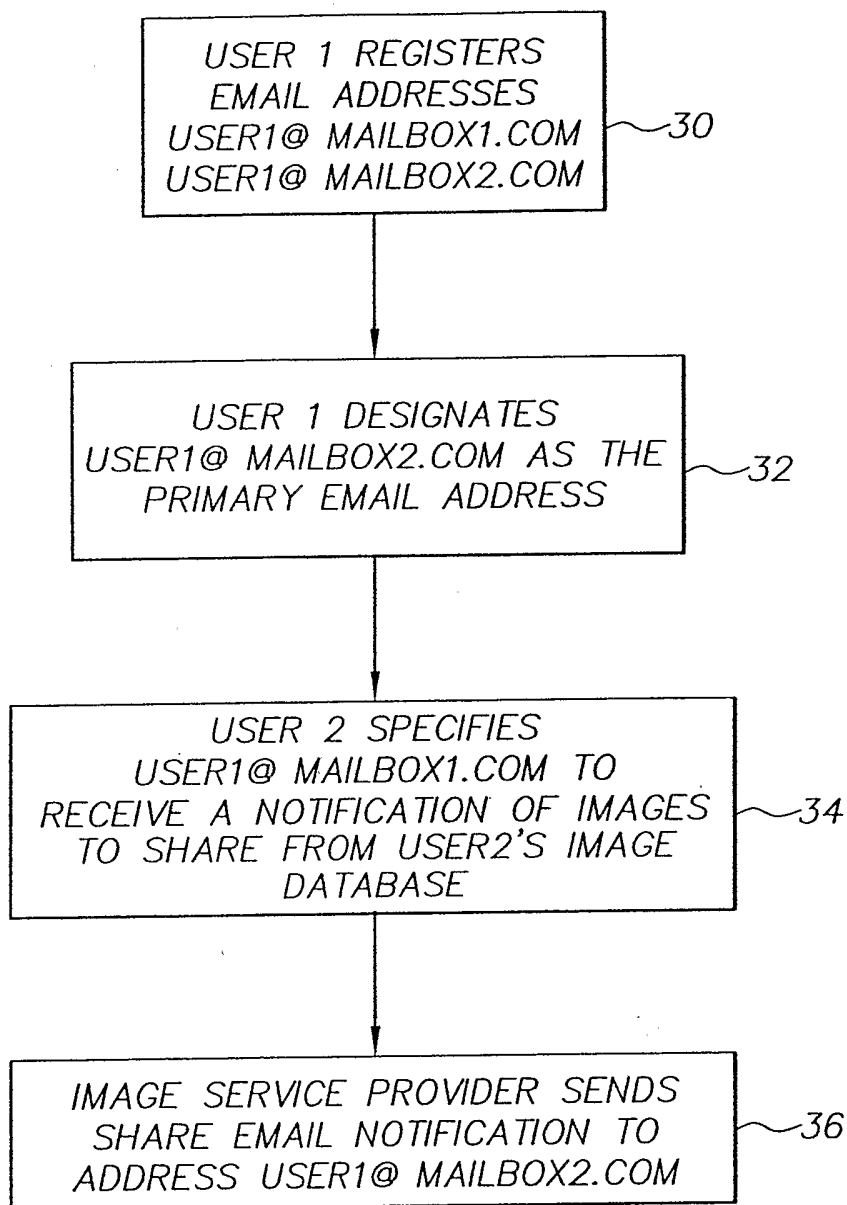 USER 1 REGISTERS
EMAIL ADDRESSES
USER1@ MAILBOX1.COM
USER1@ MAILBOX2.COM
30
USER 1 DESIGNATES
USER1@ MAILBOX2.COM AS THE
PRIMARY EMAIL ADDRESS
32
USER 2 SPECIFIES
USER1@ MAILBOX1.COM TO
RECEIVE A NOTIFICATION OF IMAGES
TO SHARE FROM USER2'S IMAGE
DATABASE
34
IMAGE SERVICE PROVIDER SENDS
SHARE EMAIL NOTIFICATION TO
ADDRESS USER1@ MAILBOX2.COM
36